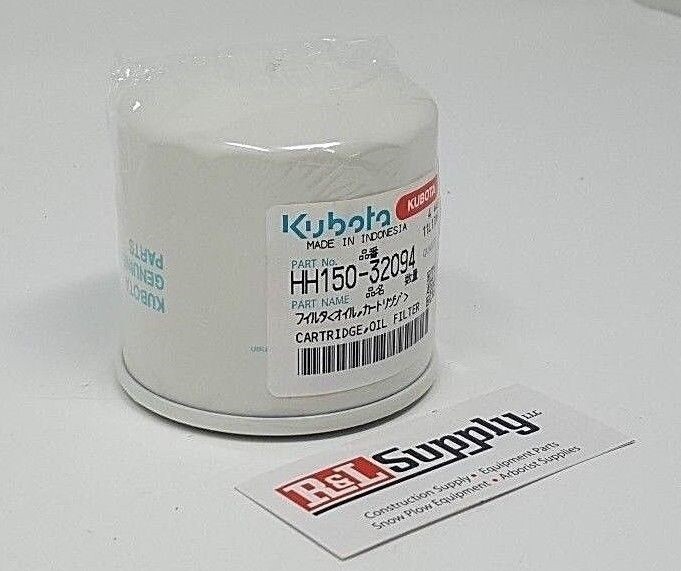 Kubota
KUBOTA
MADE IN INDONESIA
品番
PART No.
HH150-32094
品名
数量
PART NAME
フィルタ<オイル,カートリッジ>
CARTRIDGE,OIL FILTER
KUBOTA
GENUINE
PARTS
R&L Supply LLC
Construction Supply • Equipment Parts
Snow Plow Equipment • Arborist Supplies